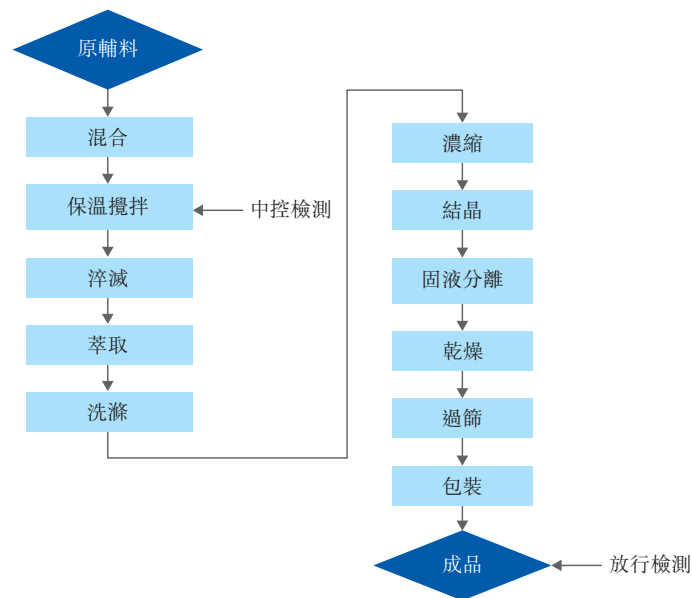 原輔料
混合
保溫攪拌
中控檢測
淬滅
萃取
洗滌
濃縮
結晶
固液分離
乾燥
過篩
包裝
成品
放行檢測